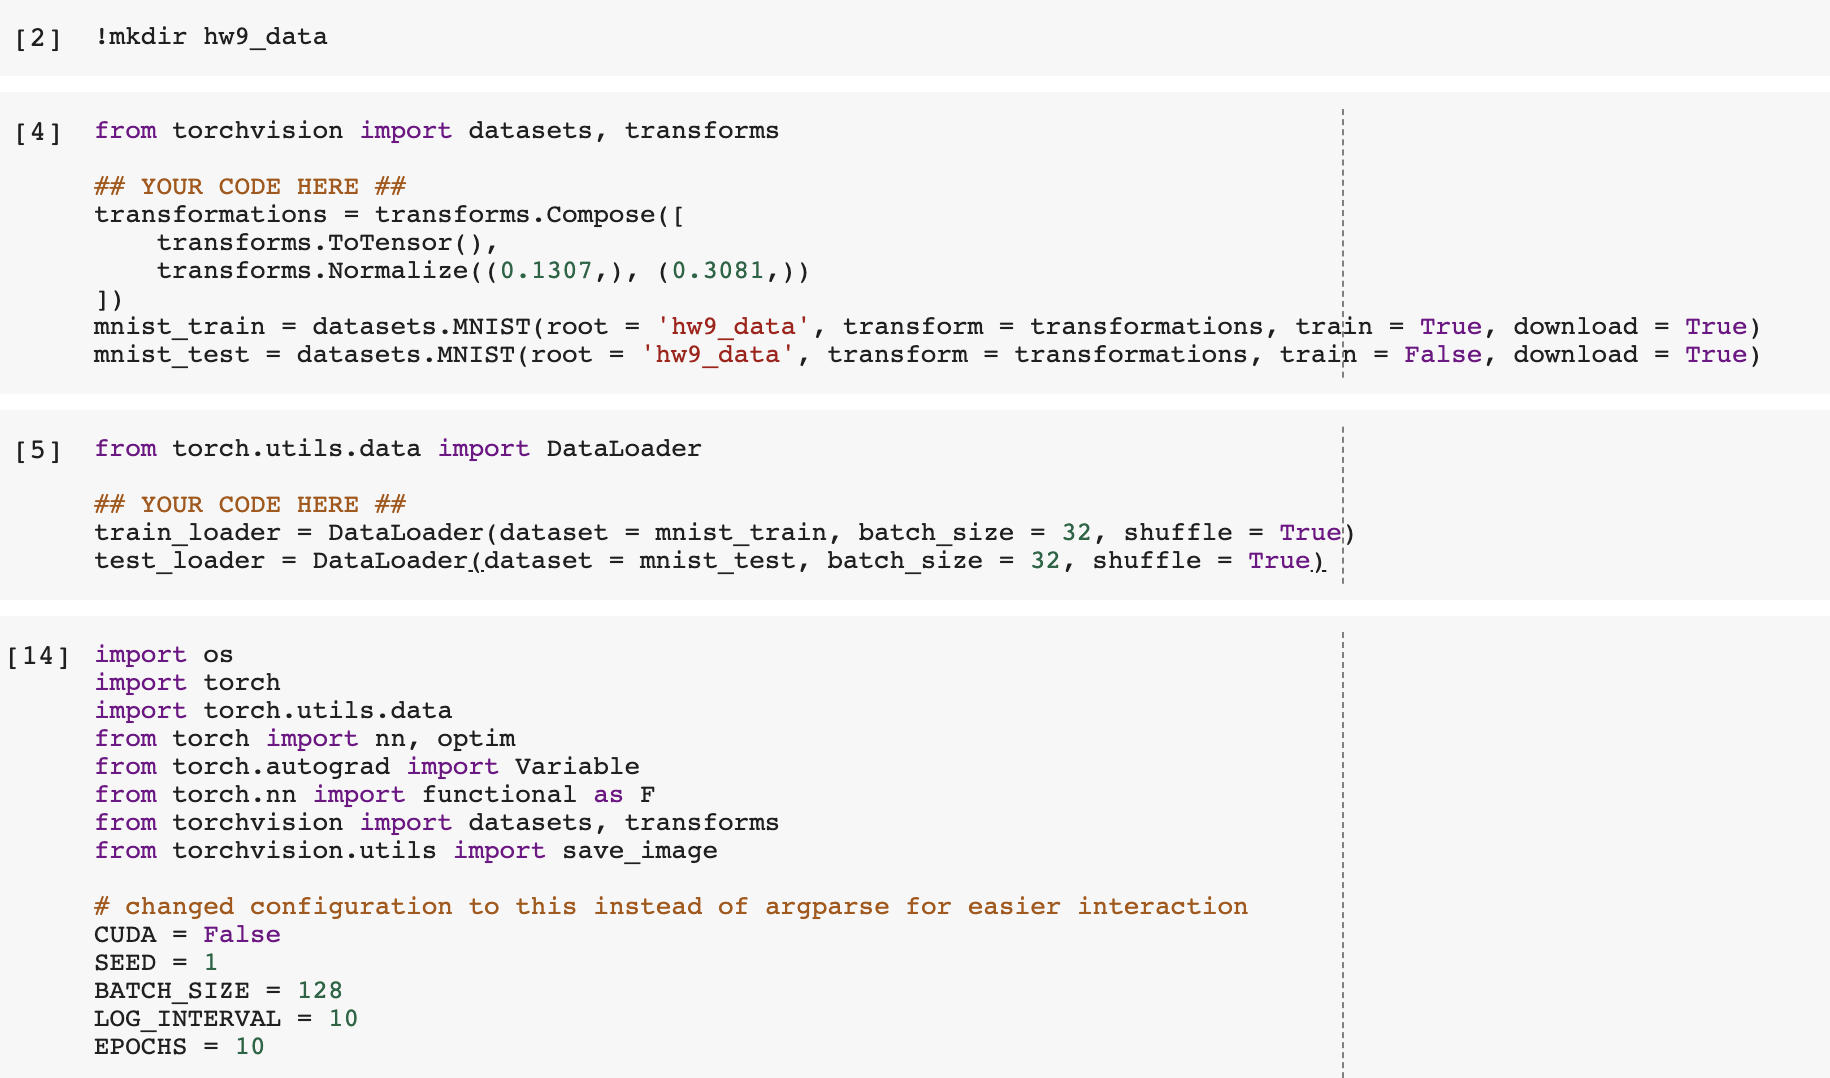 [2] !mkdir hw9_data
[4] from torchvision import datasets, transforms
## YOUR CODE HERE ##
transformations = transforms.Compose([
    transforms.ToTensor(),
    transforms.Normalize((0.1307,), (0.3081,))
])
mnist_train = datasets.MNIST(root = 'hw9_data', transform = transformations, train = True, download = True)
mnist_test = datasets.MNIST(root = 'hw9_data', transform = transformations, train = False, download = True)
[5] from torch.utils.data import DataLoader
## YOUR CODE HERE ##
train_loader = DataLoader(dataset = mnist_train, batch_size = 32, shuffle = True)
test_loader = DataLoader(dataset = mnist_test, batch_size = 32, shuffle = True)
[14] import os
import torch
import torch.utils.data
from torch import nn, optim
from torch.autograd import Variable
from torch.nn import functional as F
from torchvision import datasets, transforms
from torchvision.utils import save_image
# changed configuration to this instead of argparse for easier interaction
CUDA = False
SEED = 1
BATCH_SIZE = 128
LOG_INTERVAL = 10
EPOCHS = 10